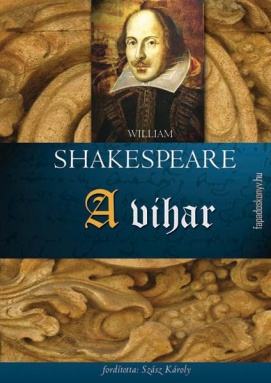 WILLIAM
SHAKESPEARE
A vihar
fapadoskonyv.hu
fordította: Szász Károly